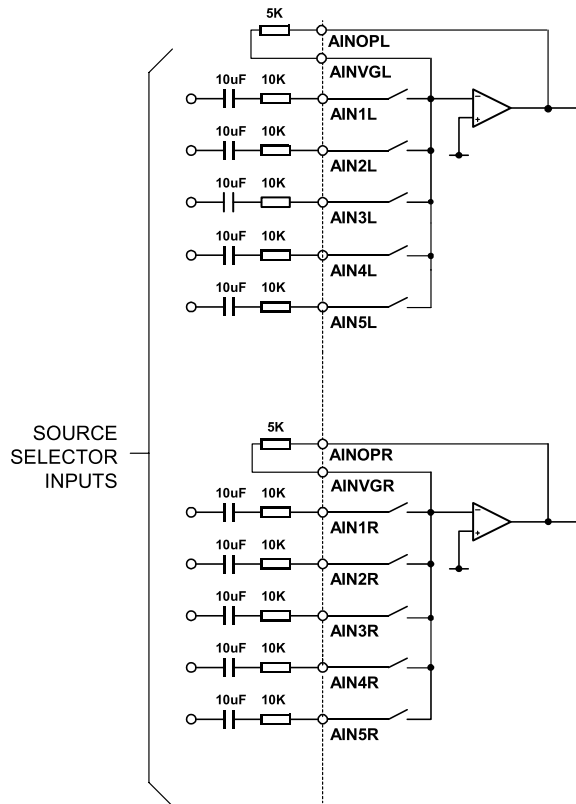 5K
AINOPL
AINVGL
10uF 10K
AIN1L
10uF 10K
AIN2L
10uF 10K
AIN3L
10uF 10K
AIN4L
10uF 10K
AIN5L
SOURCE
SELECTOR
INPUTS
5K
AINOPR
AINVGR
10uF 10K
AIN1R
10uF 10K
AIN2R
10uF 10K
AIN3R
10uF 10K
AIN4R
10uF 10K
AIN5R